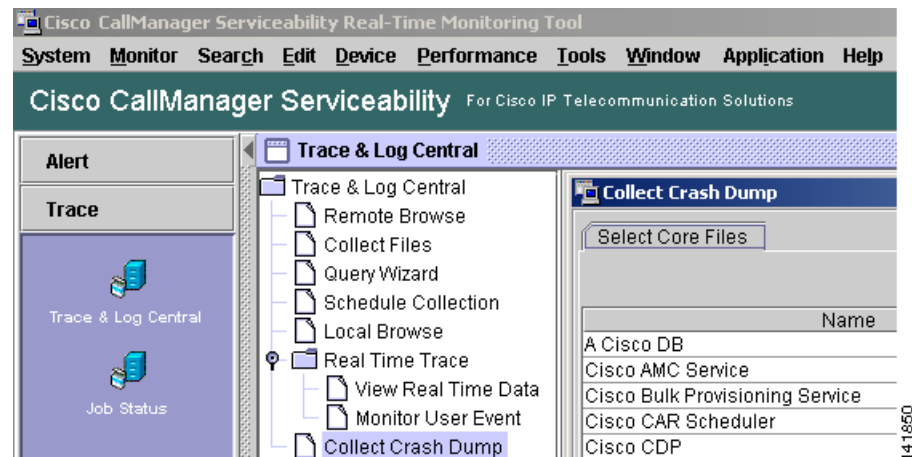 Cisco CallManager Serviceability Real-Time Monitoring Tool
System Monitor Search Edit Device Performance Tools Window Application Help
Cisco CallManager Serviceability For Cisco IP Telecommunication Solutions
Alert
Trace
Trace & Log Central
Job Status
Trace & Log Central
Trace & Log Central
Remote Browse
Collect Files
Query Wizard
Schedule Collection
Local Browse
Real Time Trace
View Real Time Data
Monitor User Event
Collect Crash Dump
Collect Crash Dump
Select Core Files
Name
A Cisco DB
Cisco AMC Service
Cisco Bulk Provisioning Service
Cisco CAR Scheduler
Cisco CDP
141850